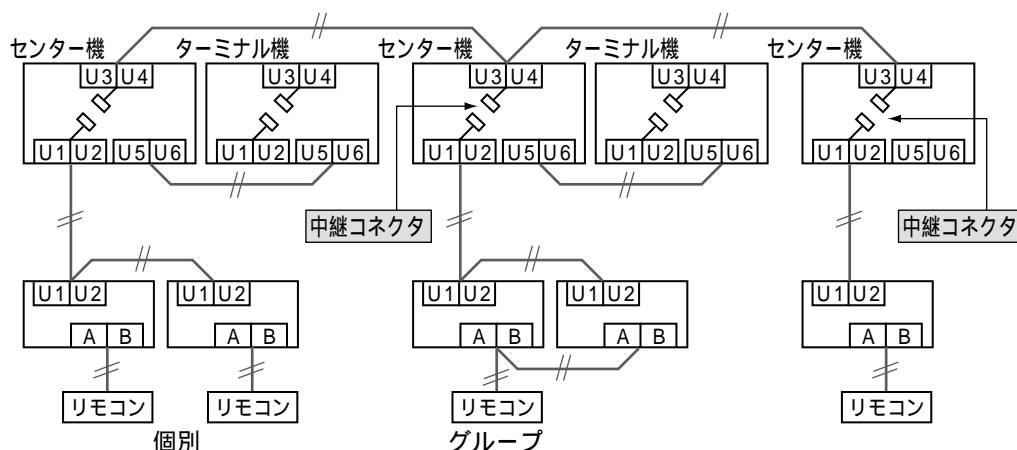 センター機 ターミナル機 センター機 ターミナル機 センター機
U3 U4 U3 U4 U3 U4 U3 U4 U3 U4
U1 U2 U5 U6 U1 U2 U5 U6 U1 U2 U5 U6 U1 U2 U5 U6 U1 U2 U5 U6
中継コネクタ 中継コネクタ
U1 U2 U1 U2 U1 U2 U1 U2 U1 U2
A B A B A B A B A B
リモコン リモコン リモコン リモコン
個別 グループ